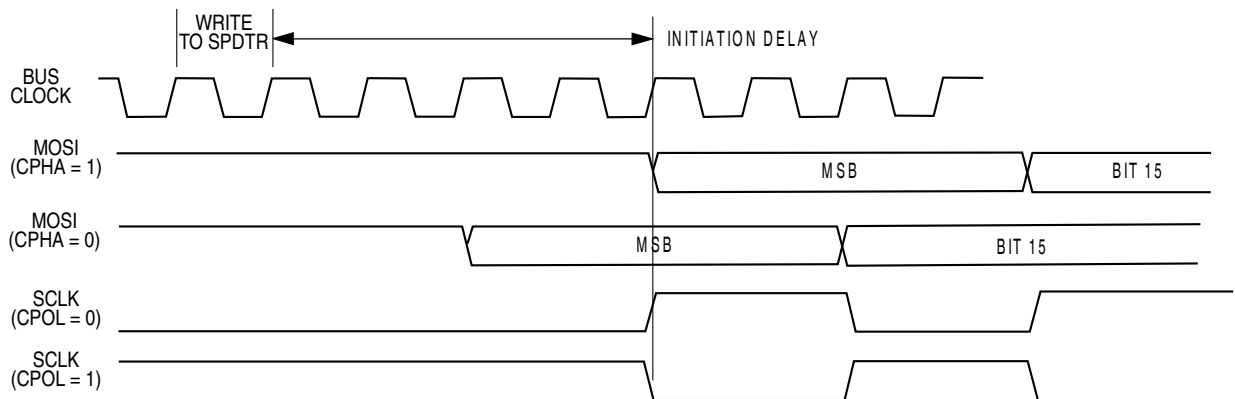 WRITE
TO SPDTR
INITIATION DELAY
BUS
CLOCK
MOSI
(CPHA = 1)
MSB
BIT 15
MOSI
(CPHA = 0)
MSB
BIT 15
SCLK
(CPOL = 0)
SCLK
(CPOL = 1)